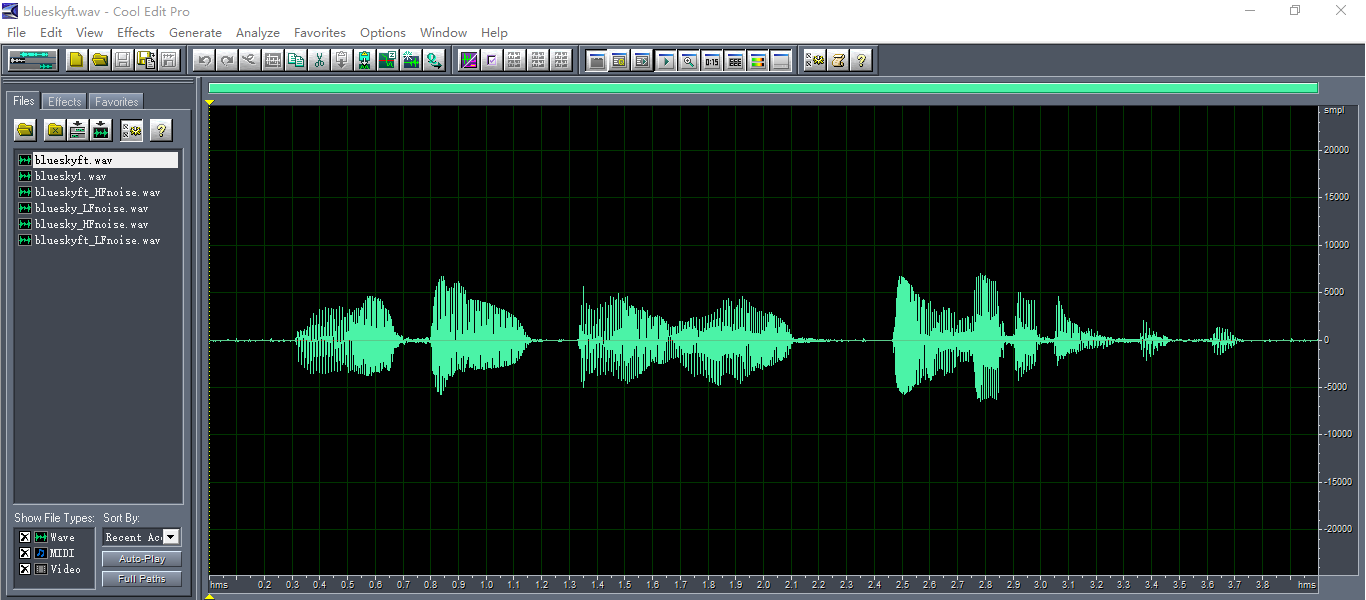 blueskyft.wav - Cool Edit Pro
File Edit View Effects Generate Analyze Favorites Options Window Help
0:15
Files Effects Favorites
?
blueskyft.wav
bluesky1.wav
blueskyft_HFnoise.wav
bluesky_LFnoise.wav
bluesky_HFnoise.wav
blueskyft_LFnoise.wav
Show File Types: Sort By:
Wave Recent Ac
MIDI Auto-Play
Video Full Paths
smpl
20000
15000
10000
5000
0
-5000
-10000
-15000
-20000
hms 0.2 0.3 0.4 0.5 0.6 0.7 0.8 0.9 1.0 1.1 1.2 1.3 1.4 1.5 1.6 1.7 1.8 1.9 2.0 2.1 2.2 2.3 2.4 2.5 2.6 2.7 2.8 2.9 3.0 3.1 3.2 3.3 3.4 3.5 3.6 3.7 3.8 hms